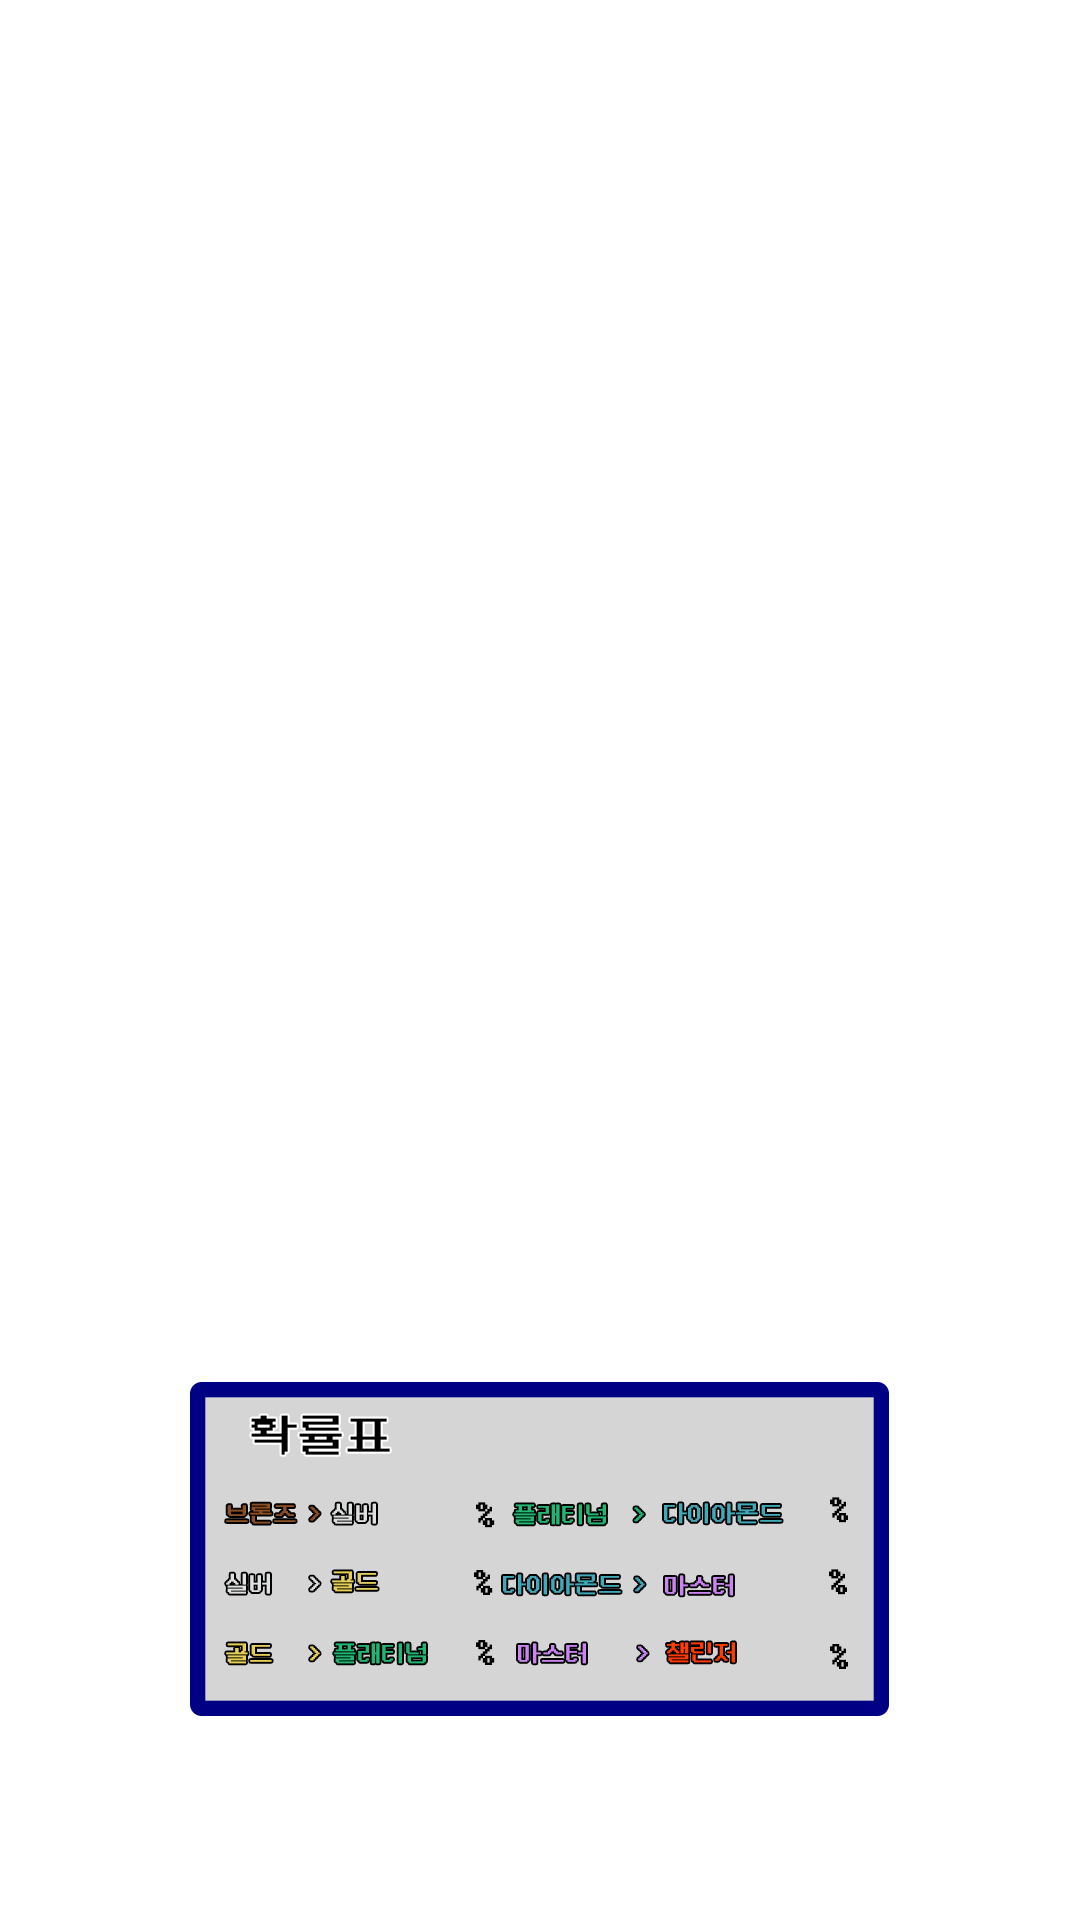 확률표
브론즈 > 실버 % 플래티넘 > 다이아몬드 %
실버 > 골드 % 다이아몬드 > 마스터 %
골드 > 플래티넘 % 마스터 > 챌린저 %